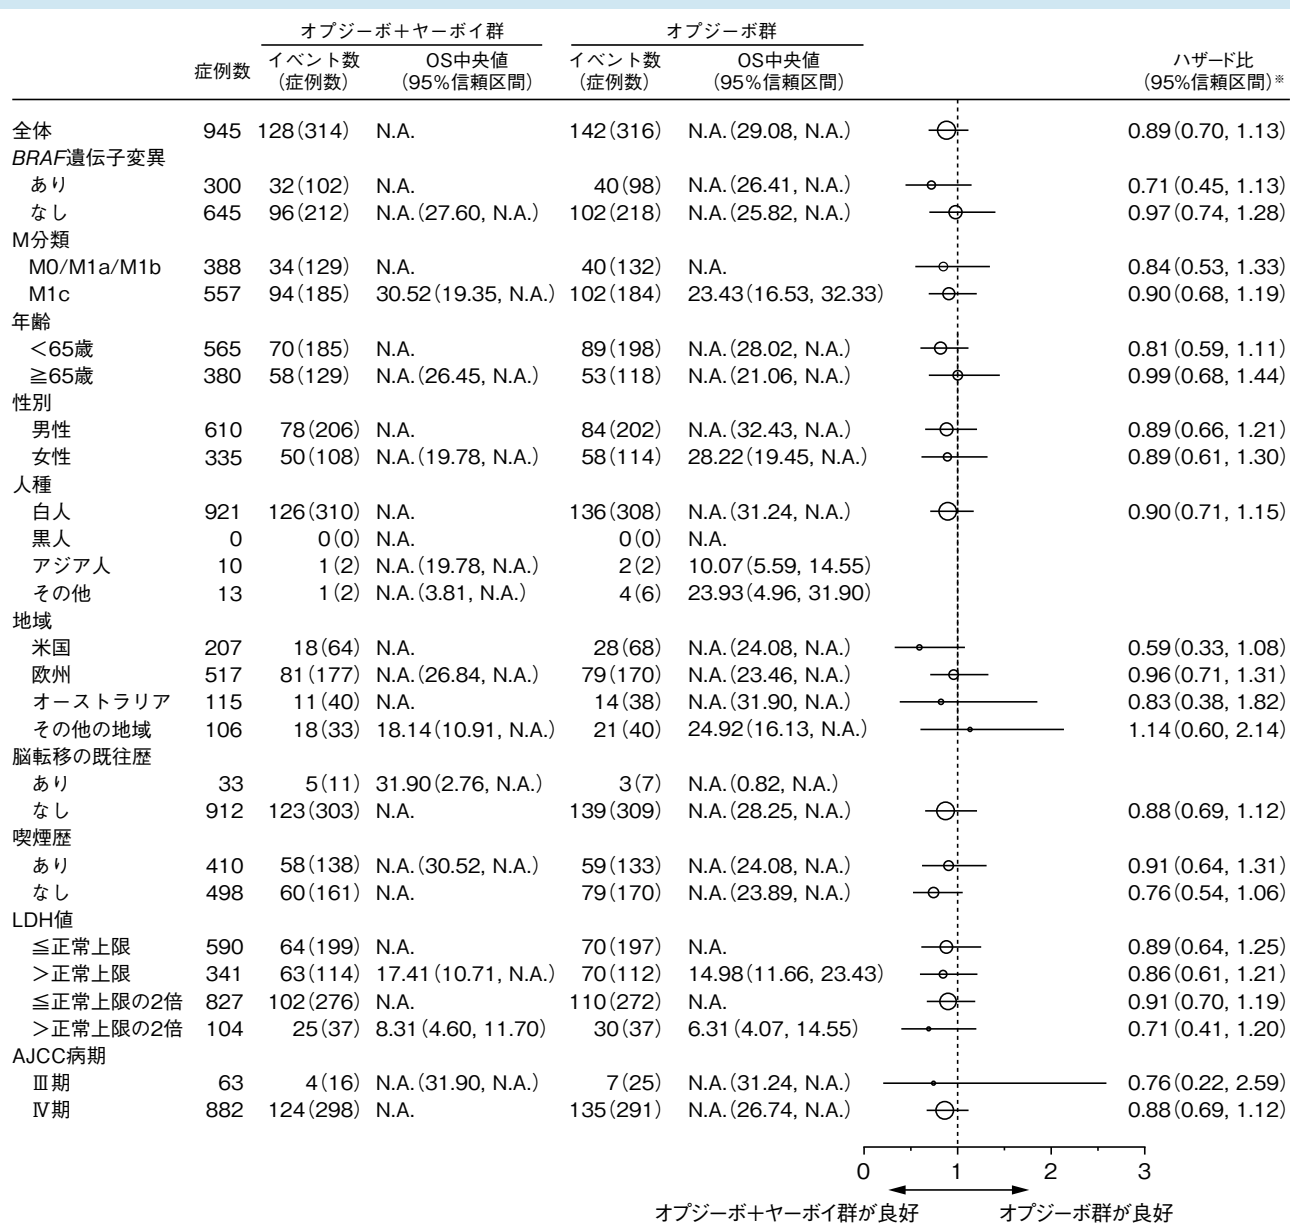 オプジーボ＋ヤーボイ群 オプジーボ群
症例数 イベント数（症例数） OS中央値（95％信頼区間） イベント数（症例数） OS中央値（95％信頼区間） ハザード比（95％信頼区間）※
全体 945 128（314） N.A. 142（316） N.A.（29.08, N.A.） 0.89（0.70, 1.13）
BRAF遺伝子変異
あり 300 32（102） N.A. 40（98） N.A.（26.41, N.A.） 0.71（0.45, 1.13）
なし 645 96（212） N.A.（27.60, N.A.） 102（218） N.A.（25.82, N.A.） 0.97（0.74, 1.28）
M分類
M0/M1a/M1b 388 34（129） N.A. 40（132） N.A. 0.84（0.53, 1.33）
M1c 557 94（185） 30.52（19.35, N.A.） 102（184） 23.43（16.53, 32.33） 0.90（0.68, 1.19）
年齢
＜65歳 565 70（185） N.A. 89（198） N.A.（28.02, N.A.） 0.81（0.59, 1.11）
≧65歳 380 58（129） N.A.（26.45, N.A.） 53（118） N.A.（21.06, N.A.） 0.99（0.68, 1.44）
性別
男性 610 78（206） N.A. 84（202） N.A.（32.43, N.A.） 0.89（0.66, 1.21）
女性 335 50（108） N.A.（19.78, N.A.） 58（114） 28.22（19.45, N.A.） 0.89（0.61, 1.30）
人種
白人 921 126（310） N.A. 136（308） N.A.（31.24, N.A.） 0.90（0.71, 1.15）
黒人 0 0（0） N.A. 0（0） N.A.
アジア人 10 1（2） N.A.（19.78, N.A.） 2（2） 10.07（5.59, 14.55）
その他 13 1（2） N.A.（3.81, N.A.） 4（6） 23.93（4.96, 31.90）
地域
米国 207 18（64） N.A. 28（68） N.A.（24.08, N.A.） 0.59（0.33, 1.08）
欧州 517 81（177） N.A.（26.84, N.A.） 79（170） N.A.（23.46, N.A.） 0.96（0.71, 1.31）
オーストラリア 115 11（40） N.A. 14（38） N.A.（31.90, N.A.） 0.83（0.38, 1.82）
その他の地域 106 18（33） 18.14（10.91, N.A.） 21（40） 24.92（16.13, N.A.） 1.14（0.60, 2.14）
脳転移の既往歴
あり 33 5（11） 31.90（2.76, N.A.） 3（7） N.A.（0.82, N.A.）
なし 912 123（303） N.A. 139（309） N.A.（28.25, N.A.） 0.88（0.69, 1.12）
喫煙歴
あり 410 58（138） N.A.（30.52, N.A.） 59（133） N.A.（24.08, N.A.） 0.91（0.64, 1.31）
なし 498 60（161） N.A. 79（170） N.A.（23.89, N.A.） 0.76（0.54, 1.06）
LDH値
≦正常上限 590 64（199） N.A. 70（197） N.A. 0.89（0.64, 1.25）
＞正常上限 341 63（114） 17.41（10.71, N.A.） 70（112） 14.98（11.66, 23.43） 0.86（0.61, 1.21）
≦正常上限の2倍 827 102（276） N.A. 110（272） N.A. 0.91（0.70, 1.19）
＞正常上限の2倍 104 25（37） 8.31（4.60, 11.70） 30（37） 6.31（4.07, 14.55） 0.71（0.41, 1.20）
AJCC病期
Ⅲ期 63 4（16） N.A.（31.90, N.A.） 7（25） N.A.（31.24, N.A.） 0.76（0.22, 2.59）
Ⅳ期 882 124（298） N.A. 135（291） N.A.（26.74, N.A.） 0.88（0.69, 1.12）
0 1 2 3
オプジーボ＋ヤーボイ群が良好 オプジーボ群が良好